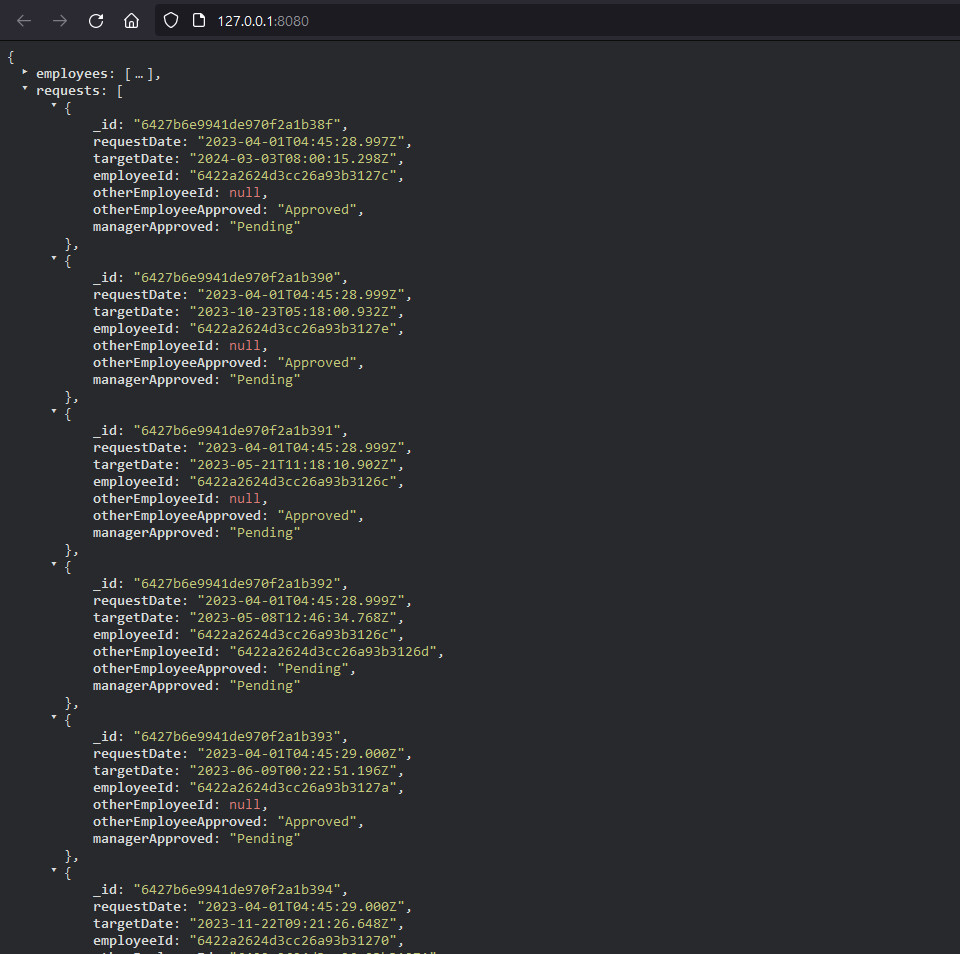 127.0.0.1:8080
{
employees: […],
requests: [
{
_id: "6427b6e9941de970f2a1b38f",
requestDate: "2023-04-01T04:45:28.997Z",
targetDate: "2024-03-03T08:00:15.298Z",
employeeId: "6422a2624d3cc26a93b3127c",
otherEmployeeId: null,
otherEmployeeApproved: "Approved",
managerApproved: "Pending"
},
{
_id: "6427b6e9941de970f2a1b390",
requestDate: "2023-04-01T04:45:28.999Z",
targetDate: "2023-10-23T05:18:00.932Z",
employeeId: "6422a2624d3cc26a93b3127e",
otherEmployeeId: null,
otherEmployeeApproved: "Approved",
managerApproved: "Pending"
},
{
_id: "6427b6e9941de970f2a1b391",
requestDate: "2023-04-01T04:45:28.999Z",
targetDate: "2023-05-21T11:18:10.902Z",
employeeId: "6422a2624d3cc26a93b3126c",
otherEmployeeId: null,
otherEmployeeApproved: "Approved",
managerApproved: "Pending"
},
{
_id: "6427b6e9941de970f2a1b392",
requestDate: "2023-04-01T04:45:28.999Z",
targetDate: "2023-05-08T12:46:34.768Z",
employeeId: "6422a2624d3cc26a93b3126c",
otherEmployeeId: "6422a2624d3cc26a93b3126d",
otherEmployeeApproved: "Pending",
managerApproved: "Pending"
},
{
_id: "6427b6e9941de970f2a1b393",
requestDate: "2023-04-01T04:45:29.000Z",
targetDate: "2023-06-09T00:22:51.196Z",
employeeId: "6422a2624d3cc26a93b3127a",
otherEmployeeId: null,
otherEmployeeApproved: "Approved",
managerApproved: "Pending"
},
{
_id: "6427b6e9941de970f2a1b394",
requestDate: "2023-04-01T04:45:29.000Z",
targetDate: "2023-11-22T09:21:26.648Z",
employeeId: "6422a2624d3cc26a93b31270",